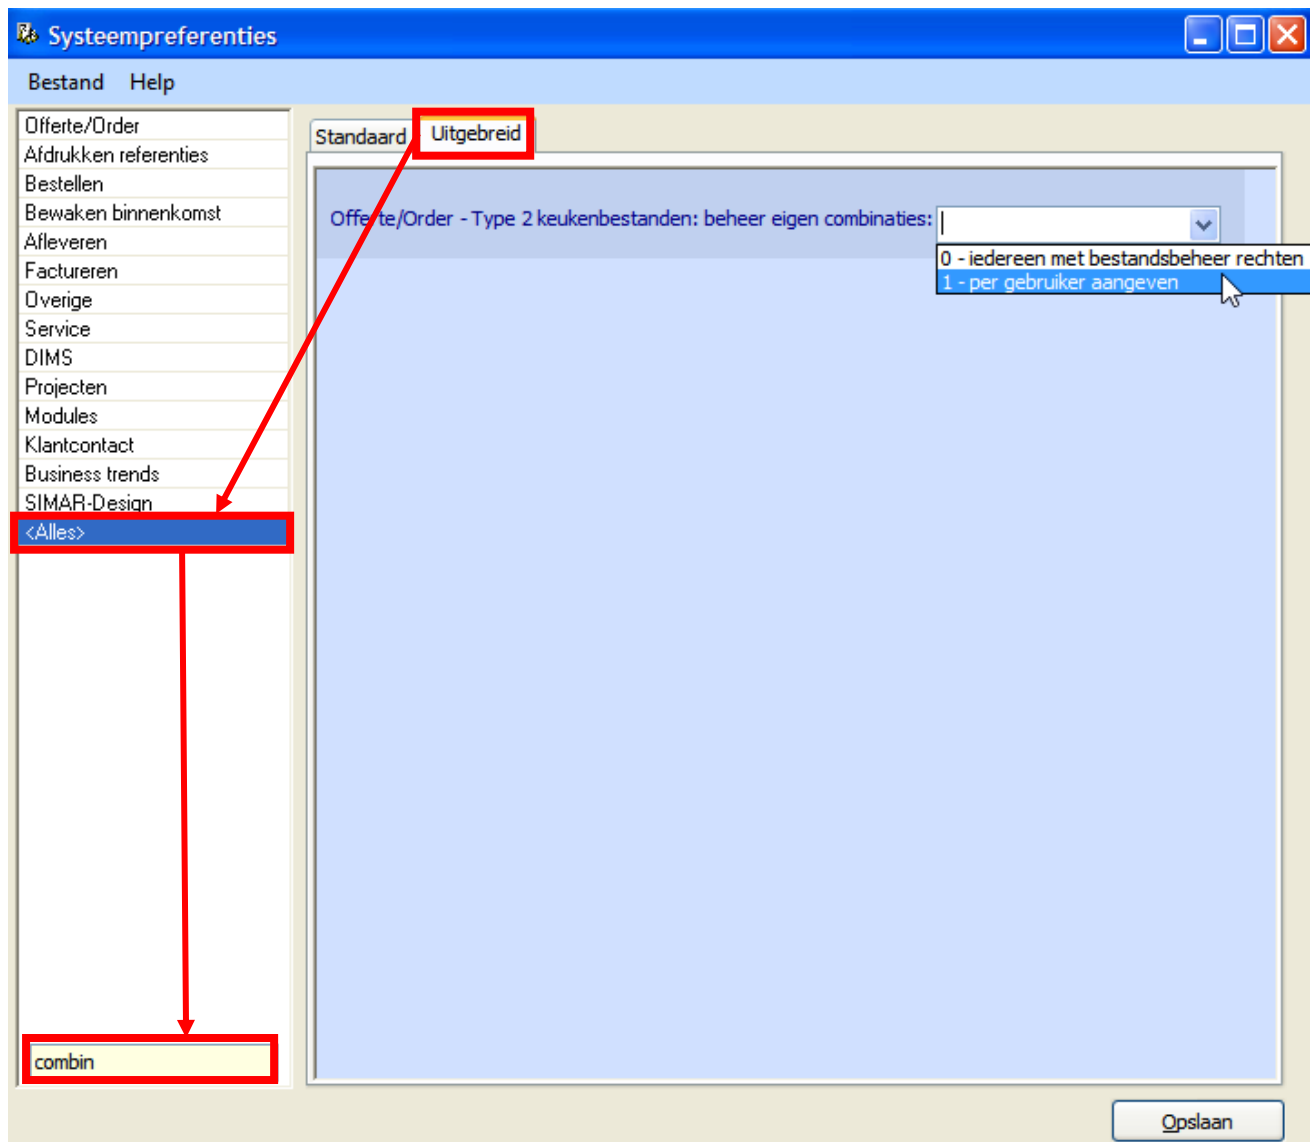 Systeempreferenties
Bestand Help
Offerte/Order
Afdrukken referenties
Bestellen
Bewaken binnenkomst
Afleveren
Factureren
Overige
Service
DIMS
Projecten
Modules
Klantcontact
Business trends
SIMAR-Design
<Alles>
combin
Standaard Uitgebreid
Offerte/Order - Type 2 keukenbestanden: beheer eigen combinaties:
0 - iedereen met bestandsbeheer rechten
1 - per gebruiker aangeven
Opslaan